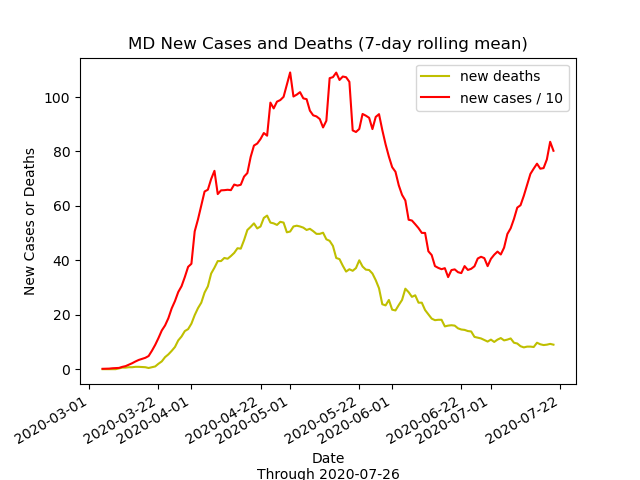 MD New Cases and Deaths (7-day rolling mean)
new deaths
new cases / 10
100
80
60
40
20
0
New Cases or Deaths
2020-03-01
2020-03-22
2020-04-01
2020-04-22
2020-05-01
2020-05-22
2020-06-01
2020-06-22
2020-07-01
2020-07-22
Date
Through 2020-07-26